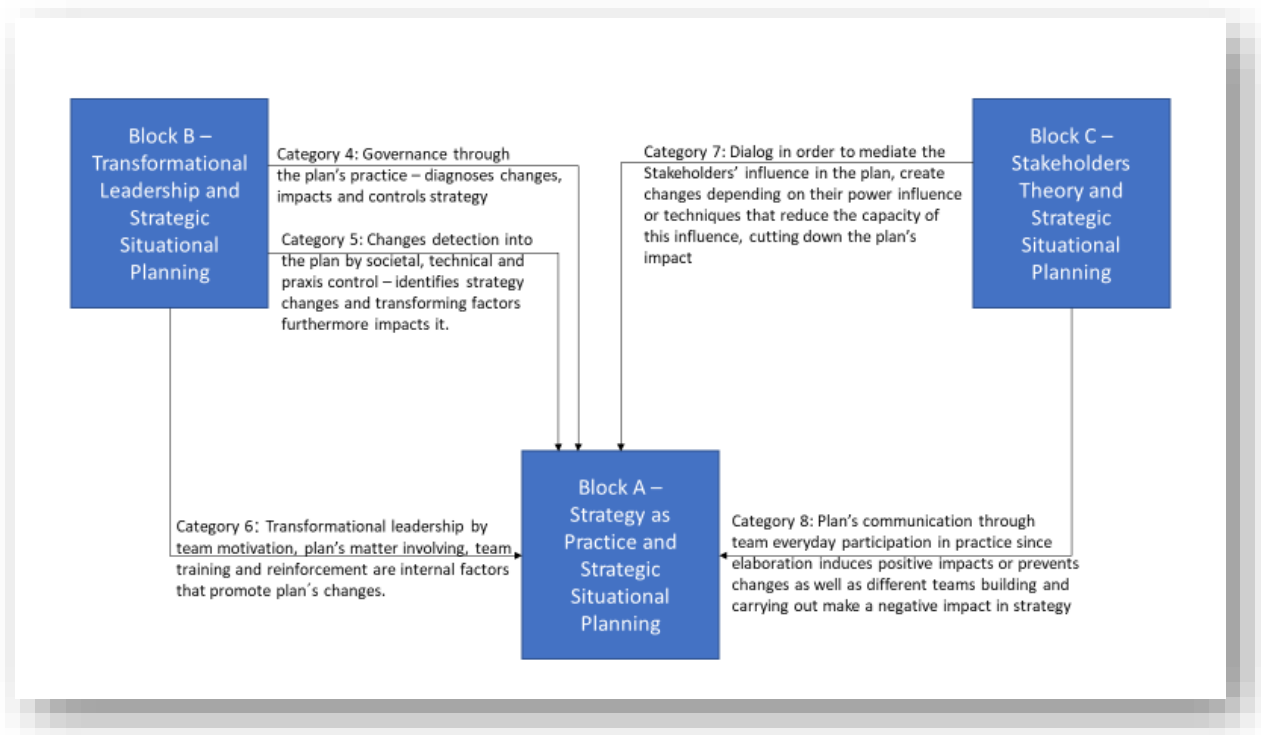 Block B –
Transformational
Leadership and
Strategic
Situational
Planning
Category 4: Governance through
the plan's practice – diagnoses changes,
impacts and controls strategy
Category 5: Changes detection into
the plan by societal, technical and
praxis control – identifies strategy
changes and transforming factors
furthermore impacts it.
Category 7: Dialog in order to mediate the
Stakeholders' influence in the plan, create
changes depending on their power influence
or techniques that reduce the capacity of
this influence, cutting down the plan's
impact
Block C –
Stakeholders
Theory and
Strategic
Situational
Planning
Category 6: Transformational leadership by
team motivation, plan's matter involving, team
training and reinforcement are internal factors
that promote plan´s changes.
Block A –
Strategy as
Practice and
Strategic
Situational
Planning
Category 8: Plan's communication through
team everyday participation in practice since
elaboration induces positive impacts or prevents
changes as well as different teams building and
carrying out make a negative impact in strategy